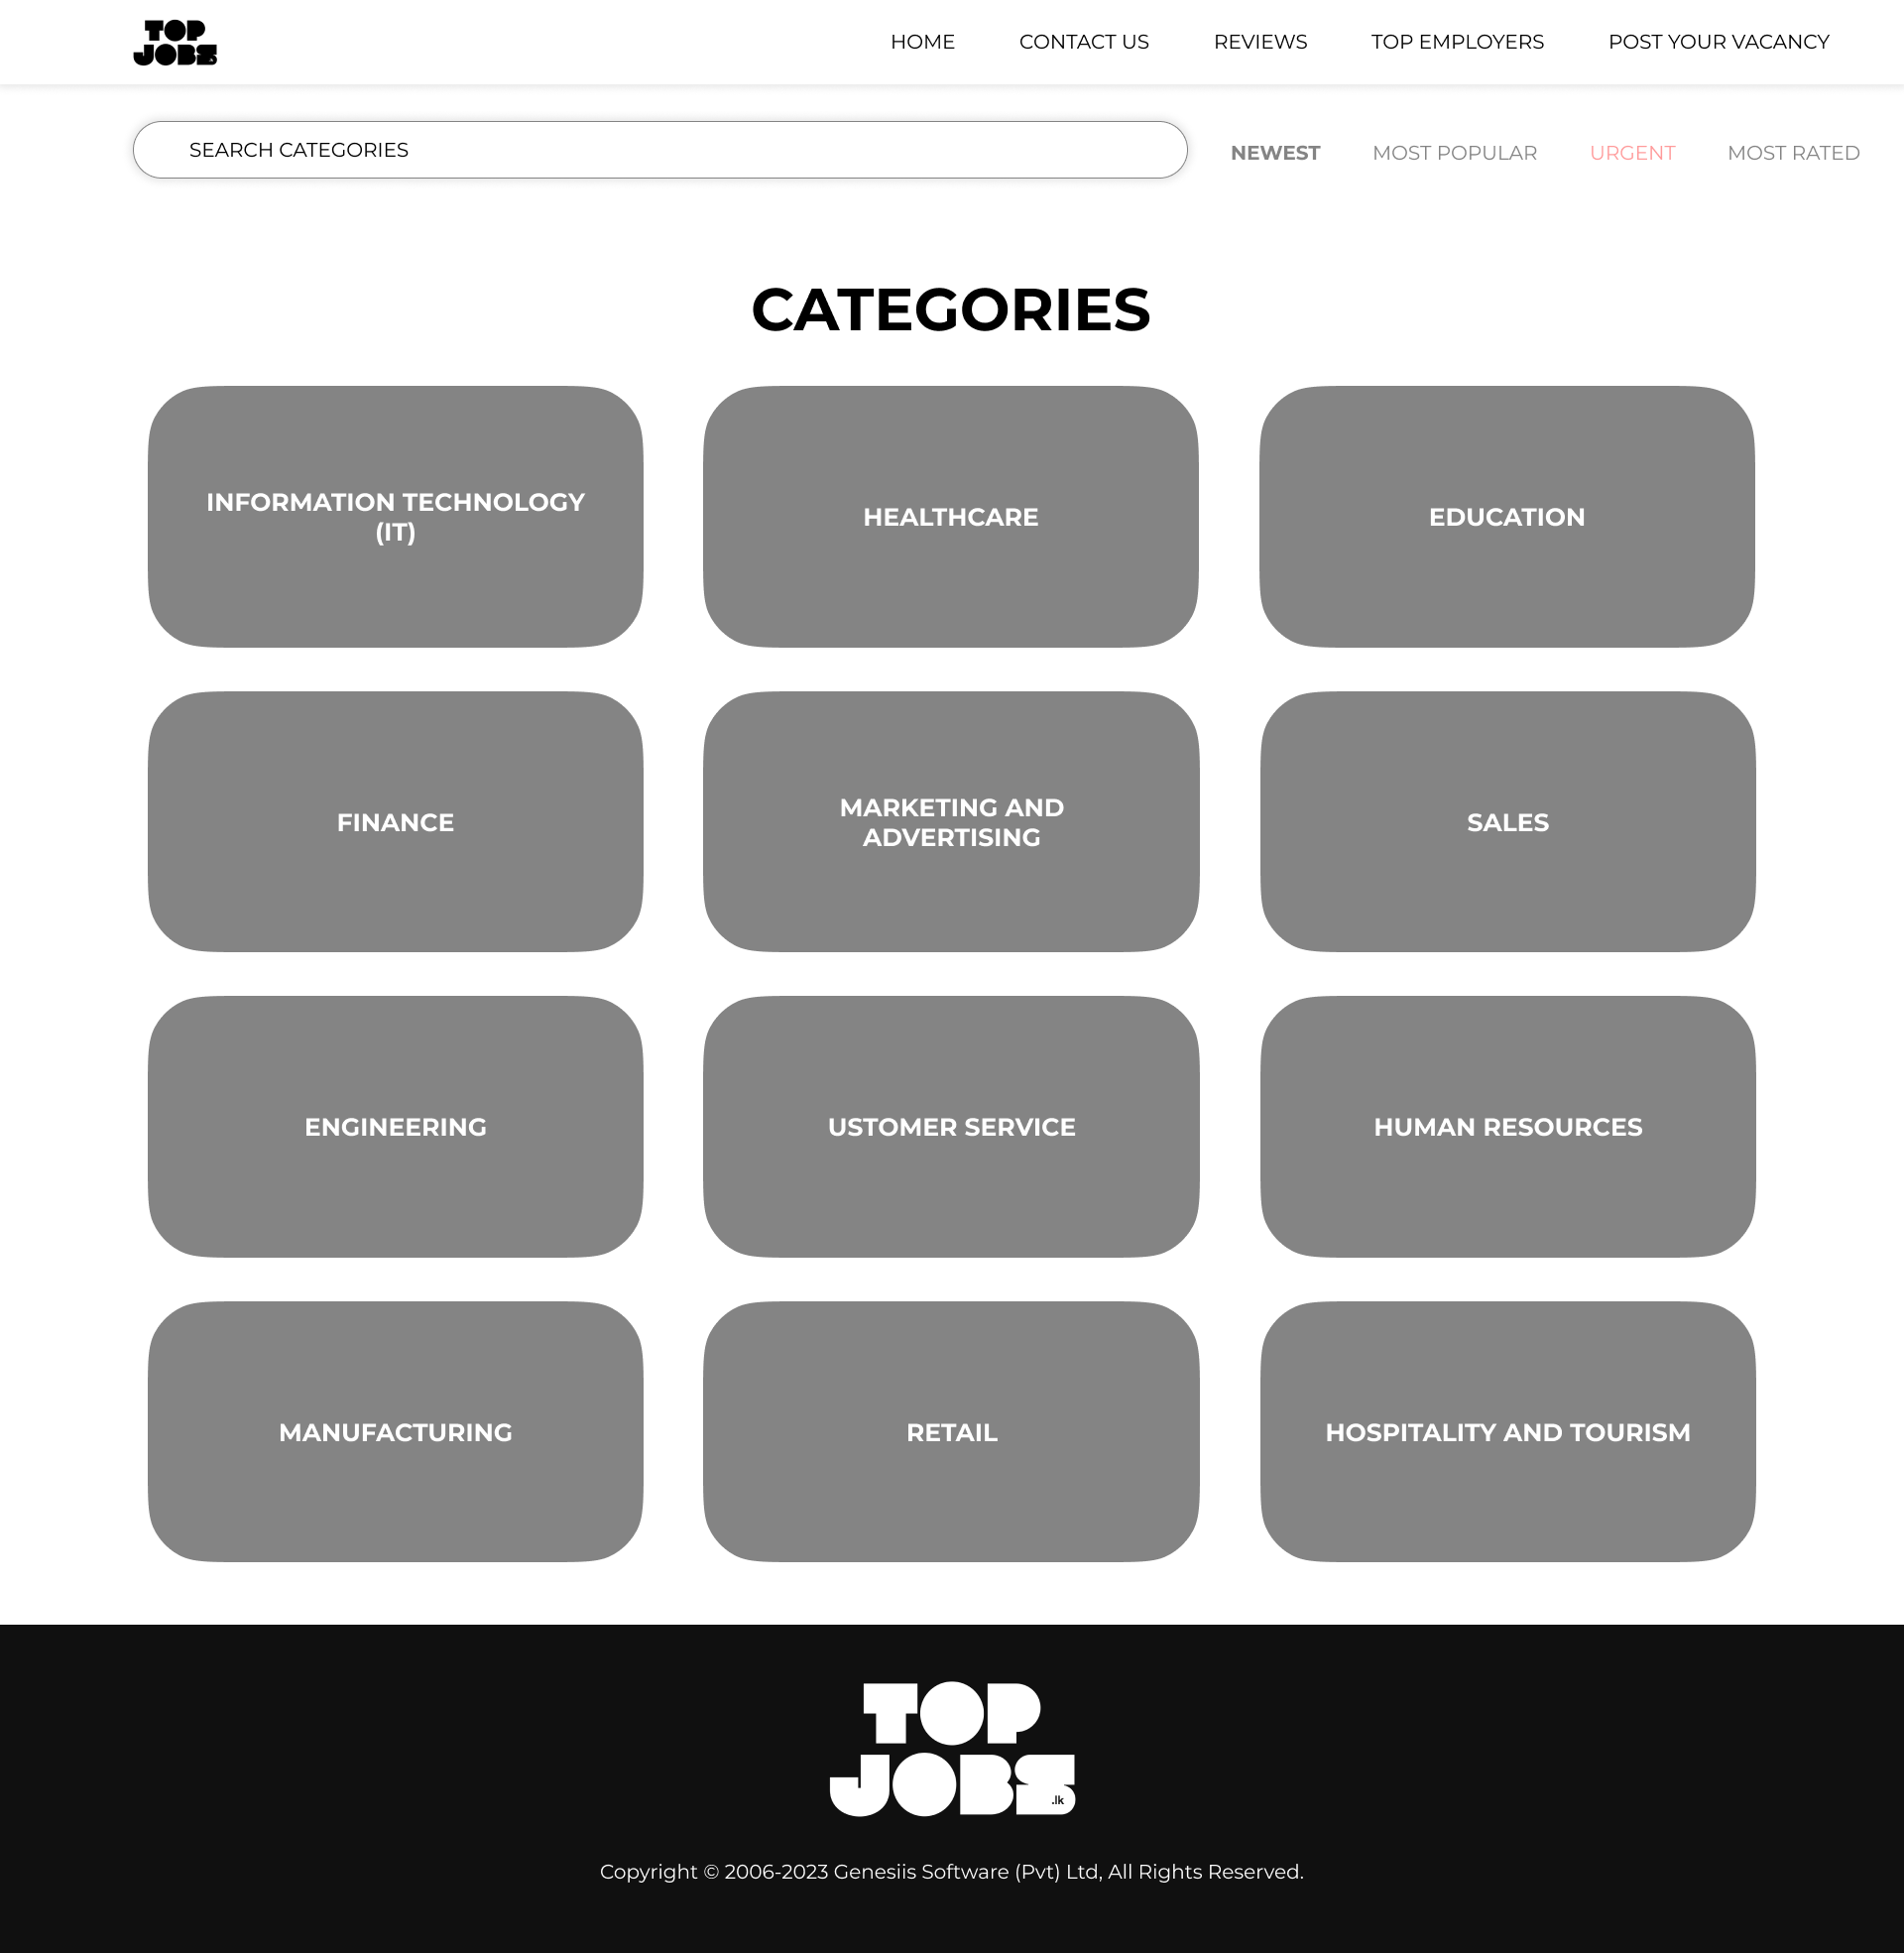 TOP
JOBS
HOME CONTACT US REVIEWS TOP EMPLOYERS POST YOUR VACANCY
SEARCH CATEGORIES
NEWEST MOST POPULAR URGENT MOST RATED
CATEGORIES
INFORMATION TECHNOLOGY
(IT)
HEALTHCARE
EDUCATION
FINANCE
MARKETING AND
ADVERTISING
SALES
ENGINEERING
USTOMER SERVICE
HUMAN RESOURCES
MANUFACTURING
RETAIL
HOSPITALITY AND TOURISM
TOP
JOBS
.lk
Copyright © 2006-2023 Genesiis Software (Pvt) Ltd, All Rights Reserved.